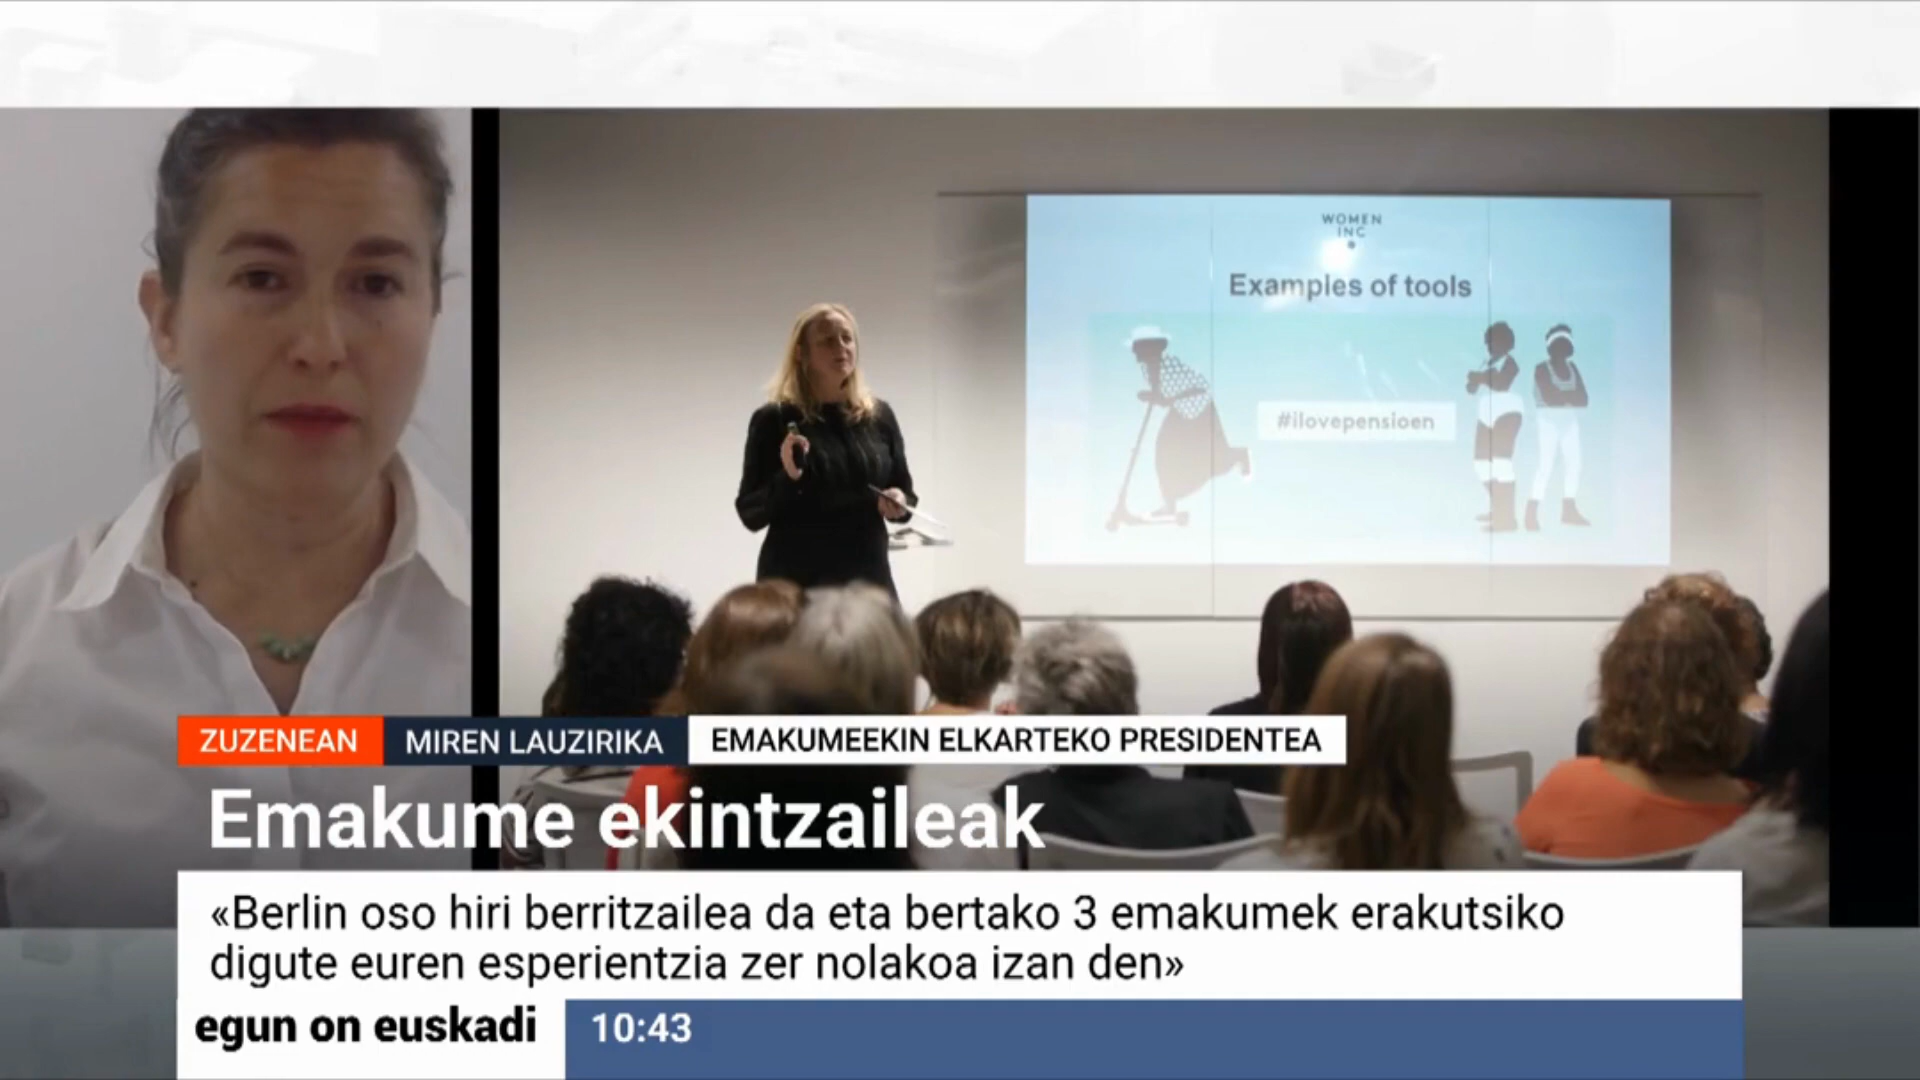 WOMEN
INC
Examples of tools
#ilovepensioen
ZUZENEAN
MIREN LAUZIRIKA
EMAKUMEEKIN ELKARTEKO PRESIDENTEA
Emakume ekintzaileak
«Berlin oso hiri berritzailea da eta bertako 3 emakumek erakutsiko
digute euren esperientzia zer nolakoa izan den»
egun on euskadi
10:43